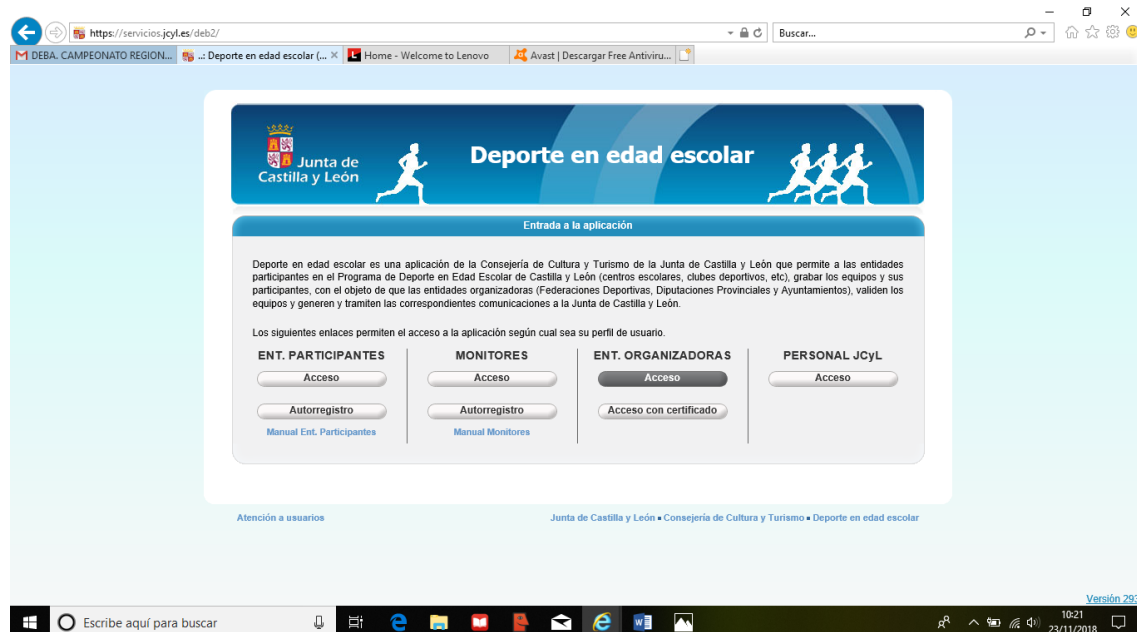 https://servicios.jcyl.es/deb2/
Buscar...
DEBA. CAMPEONATO REGION...
..: Deporte en edad escolar (...
Home - Welcome to Lenovo
Avast | Descargar Free Antiviru...
Junta de
Castilla y León
Deporte en edad escolar
Entrada a la aplicación
Deporte en edad escolar es una aplicación de la Consejería de Cultura y Turismo de la Junta de Castilla y León que permite a las entidades
participantes en el Programa de Deporte en Edad Escolar de Castilla y León (centros escolares, clubes deportivos, etc), grabar los equipos y sus
participantes, con el objeto de que las entidades organizadoras (Federaciones Deportivas, Diputaciones Provinciales y Ayuntamientos), validen los
equipos y generen y tramiten las correspondientes comunicaciones a la Junta de Castilla y León.
Los siguientes enlaces permiten el acceso a la aplicación según cual sea su perfil de usuario.
ENT. PARTICIPANTES
Acceso
Autorregistro
Manual Ent. Participantes
MONITORES
Acceso
Autorregistro
Manual Monitores
ENT. ORGANIZADORAS
Acceso
Acceso con certificado
PERSONAL JCyL
Acceso
Atención a usuarios
Junta de Castilla y León ▪ Consejería de Cultura y Turismo ▪ Deporte en edad escolar
Versión 293
Escribe aquí para buscar
10:21
23/11/2018